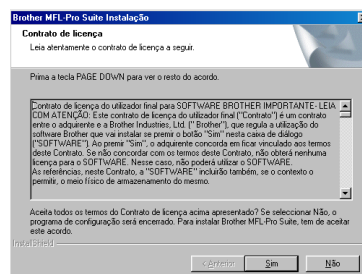 Brother MFL-Pro Suite Instalação
Contrato de licença
Leia atentamente o contrato de licença a seguir.
Prima a tecla PAGE DOWN para ver o resto do acordo.
Contrato de licença do utilizador final para SOFTWARE BROTHER IMPORTANTE- LEIA
COM ATENÇÃO: Este contrato de licença do utilizador final ("Contrato") é um contrato
entre o adquirente e a Brother Industries, Ltd. (" Brother"), que regula a utilização do
software Brother que vai instalar se premir o botão "Sim" nesta caixa de diálogo
("SOFTWARE"). Ao premir "Sim", o adquirente concorda em ficar vinculado aos termos
deste Contrato. Se não concordar com os termos deste Contrato, não obterá nenhuma
licença para o SOFTWARE. Nesse caso, não poderá utilizar o SOFTWARE.
As referências, neste Contrato, a "SOFTWARE" incluirão também, se o contexto o
permitir, o meio físico de armazenamento do mesmo.
Aceita todos os termos do Contrato de licença acima apresentado? Se seleccionar Não, o
programa de configuração será encerrado. Para instalar Brother MFL-Pro Suite, tem de aceitar
este acordo.
InstallShield
< Anterior Sim Não